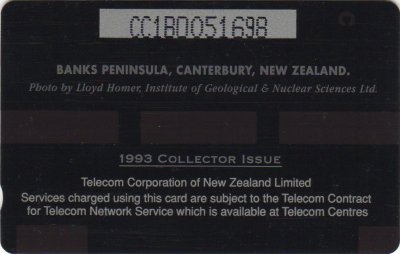 CC1BD051698
BANKS PENINSULA, CANTERBURY, NEW ZEALAND.
Photo by Lloyd Homer, Institute of Geological & Nuclear Sciences Ltd.
1993 COLLECTOR ISSUE
Telecom Corporation of New Zealand Limited
Services charged using this card are subject to the Telecom Contract
for Telecom Network Service which is available at Telecom Centres